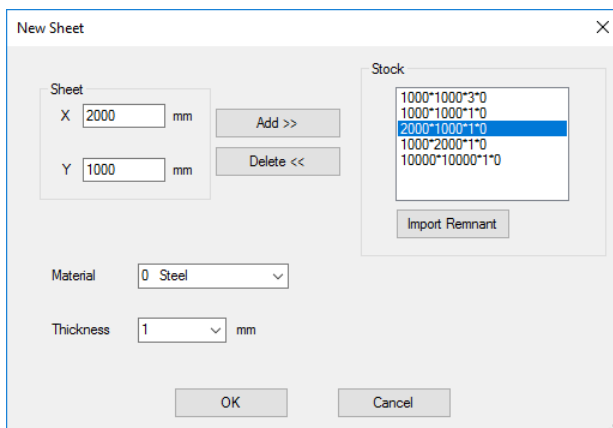 New Sheet
Sheet
X 2000 mm
Y 1000 mm
Add >>
Delete <<
Stock
1000*1000*3*0
1000*1000*1*0
2000*1000*1*0
1000*2000*1*0
10000*10000*1*0
Import Remnant
Material 0 Steel
Thickness 1 mm
OK Cancel